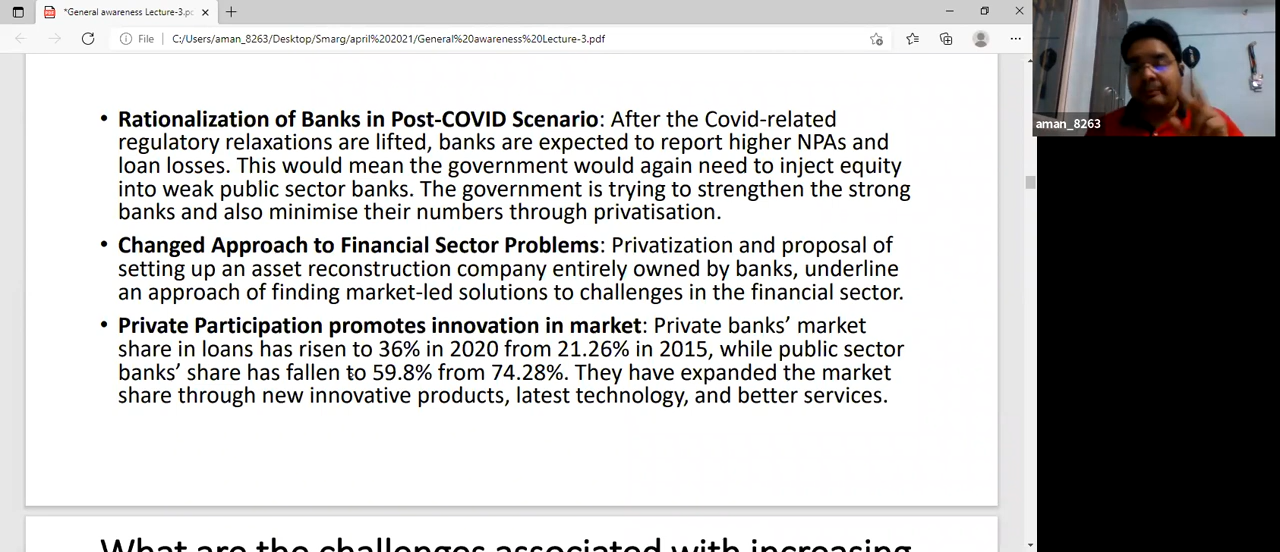 *General awareness Lecture-3.pc
File
C:/Users/aman_8263/Desktop/Smarg/april%202021/General%20awareness%20Lecture-3.pdf
aman_8263
• Rationalization of Banks in Post-COVID Scenario: After the Covid-related
regulatory relaxations are lifted, banks are expected to report higher NPAs and
loan losses. This would mean the government would again need to inject equity
into weak public sector banks. The government is trying to strengthen the strong
banks and also minimise their numbers through privatisation.
• Changed Approach to Financial Sector Problems: Privatization and proposal of
setting up an asset reconstruction company entirely owned by banks, underline
an approach of finding market-led solutions to challenges in the financial sector.
• Private Participation promotes innovation in market: Private banks’ market
share in loans has risen to 36% in 2020 from 21.26% in 2015, while public sector
banks’ share has fallen to 59.8% from 74.28%. They have expanded the market
share through new innovative products, latest technology, and better services.
What are the challenges associated with increasing